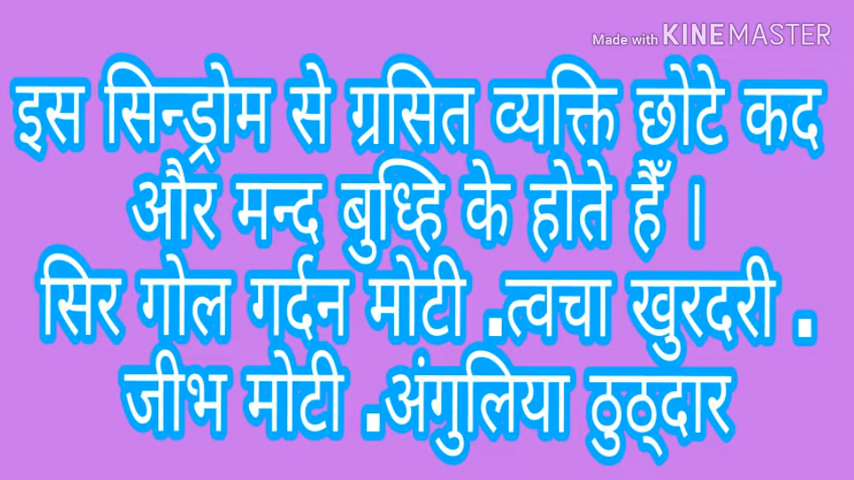 Made with KINEMASTER
इस सिन्ड्रोम से ग्रसित व्यक्ति छोटे कद
और मन्द बुध्हि के होते हैँ ।
सिर गोल गर्दन मोटी .त्वचा खुरदरी .
जीभ मोटी .अंगुलिया ठुठ्दार